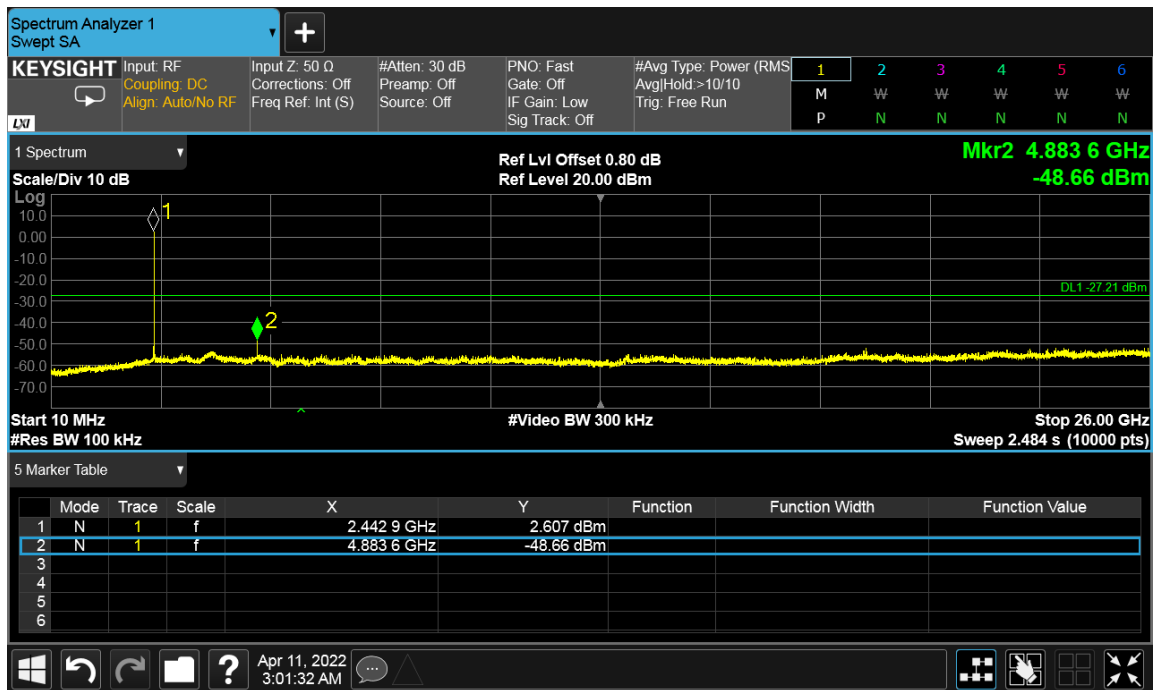 Spectrum Analyzer 1
Swept SA
KEYSIGHT
LXI
Input: RF
Coupling: DC
Align: Auto/No RF
Input Z: 50 Ω
Corrections: Off
Freq Ref: Int (S)
#Atten: 30 dB
Preamp: Off
Source: Off
PNO: Fast
Gate: Off
IF Gain: Low
Sig Track: Off
#Avg Type: Power (RMS
Avg|Hold:>10/10
Trig: Free Run
1 2 3 4 5 6
M W W W W W
P N N N N N
1 Spectrum
Scale/Div 10 dB
Ref Lvl Offset 0.80 dB
Ref Level 20.00 dBm
Mkr2 4.883 6 GHz
-48.66 dBm
Log
10.0
0.00
-10.0
-20.0
-30.0
-40.0
-50.0
-60.0
-70.0
1
2
DL1 -27.21 dBm
Start 10 MHz
#Video BW 300 kHz
Stop 26.00 GHz
#Res BW 100 kHz
Sweep 2.484 s (10000 pts)
5 Marker Table
Mode Trace Scale X Y Function Function Width Function Value
1 N 1 f 2.442 9 GHz 2.607 dBm
2 N 1 f 4.883 6 GHz -48.66 dBm
3
4
5
6
?
Apr 11, 2022
3:01:32 AM